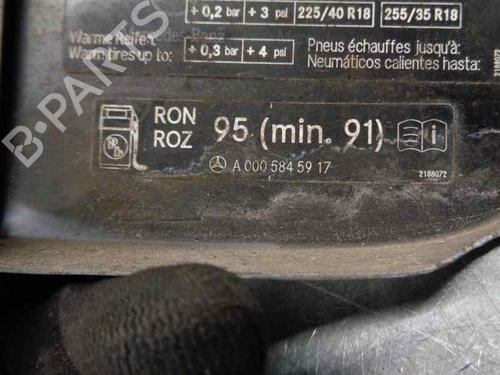 + 0,2 bar + 3 psi 225/40 R18 255/35 R18
Warme Reifen:
Warm tires up to: + 0,3 bar + 4 psi
Pneus échauffes jusqu'à:
Neumáticos calientes hasta:
RON
ROZ 95 (min. 91)
A 000 584 59 17
2188072
B-PARTS